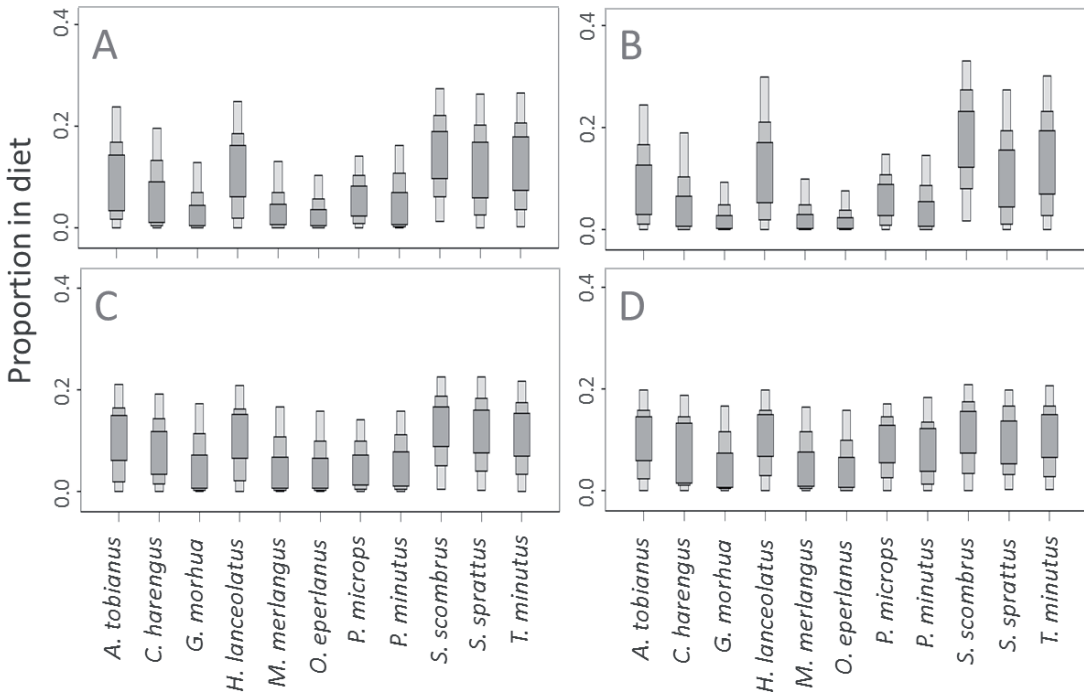 Proportion in diet
A
0.0 0.2 0.4
B
0.0 0.2 0.4
C
0.0 0.2 0.4
D
0.0 0.2 0.4
A. tobianus
C. harengus
G. morhua
H. lanceolatus
M. merlangus
O. eperlanus
P. microps
P. minutus
S. scombrus
S. sprattus
T. minutus
A. tobianus
C. harengus
G. morhua
H. lanceolatus
M. merlangus
O. eperlanus
P. microps
P. minutus
S. scombrus
S. sprattus
T. minutus